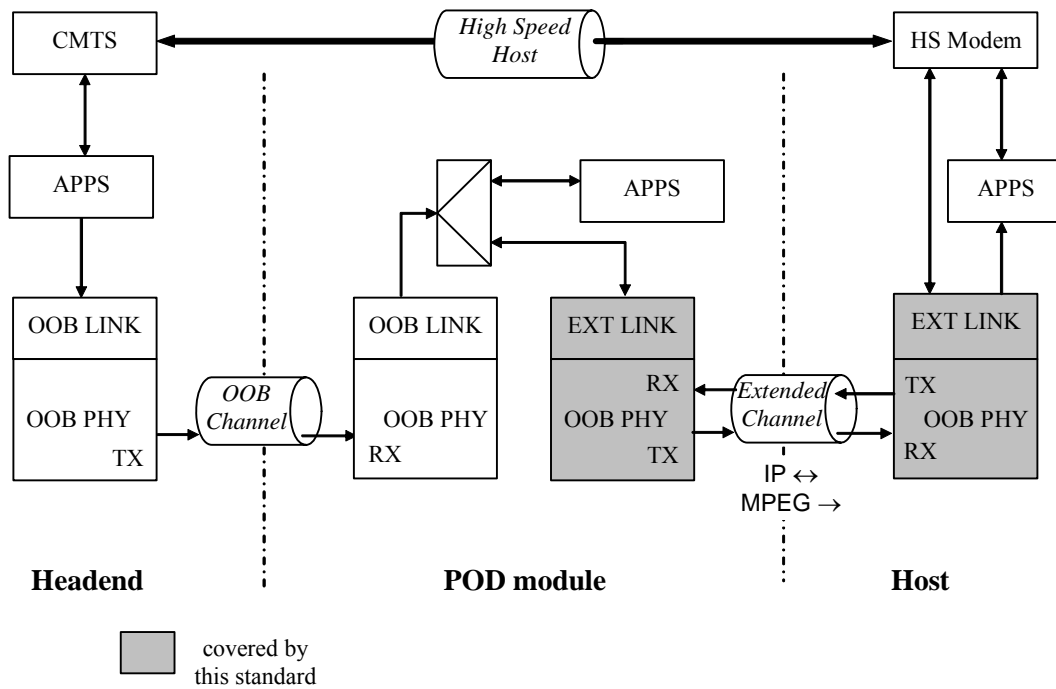 CMTS
High Speed
Host
HS Modem
APPS
APPS
APPS
OOB LINK
OOB LINK
EXT LINK
EXT LINK
OOB PHY
TX
OOB
Channel
OOB PHY
RX
RX
OOB PHY
TX
Extended
Channel
TX
OOB PHY
RX
IP ↔
MPEG →
Headend
POD module
Host
covered by
this standard